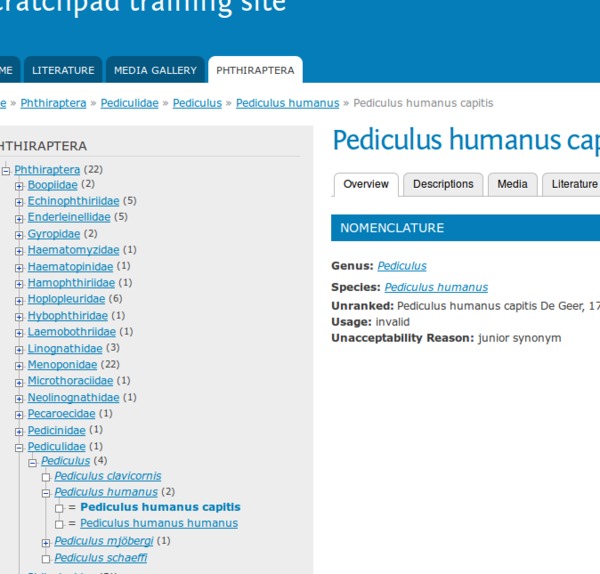 cratchpad training site
ME LITERATURE MEDIA GALLERY PHTHIRAPTERA
e » Phthiraptera » Pediculidae » Pediculus » Pediculus humanus » Pediculus humanus capitis
HTHIRAPTERA
Phthiraptera (22)
Boopiidae (2)
Echinophthiriidae (5)
Enderleinellidae (5)
Gyropidae (2)
Haematomyzidae (1)
Haematopinidae (1)
Hamophthiriidae (1)
Hoplopleuridae (6)
Hybophthiridae (1)
Laemobothriidae (1)
Linognathidae (3)
Menoponidae (22)
Microthoraciidae (1)
Neolinognathidae (1)
Pecaroecidae (1)
Pedicinidae (1)
Pediculidae (1)
Pediculus (4)
Pediculus clavicornis
Pediculus humanus (2)
= Pediculus humanus capitis
= Pediculus humanus humanus
Pediculus mjöbergi (1)
Pediculus schaeffi
Pediculus humanus cap
Overview Descriptions Media Literature
NOMENCLATURE
Genus: Pediculus
Species: Pediculus humanus
Unranked: Pediculus humanus capitis De Geer, 17
Usage: invalid
Unacceptability Reason: junior synonym